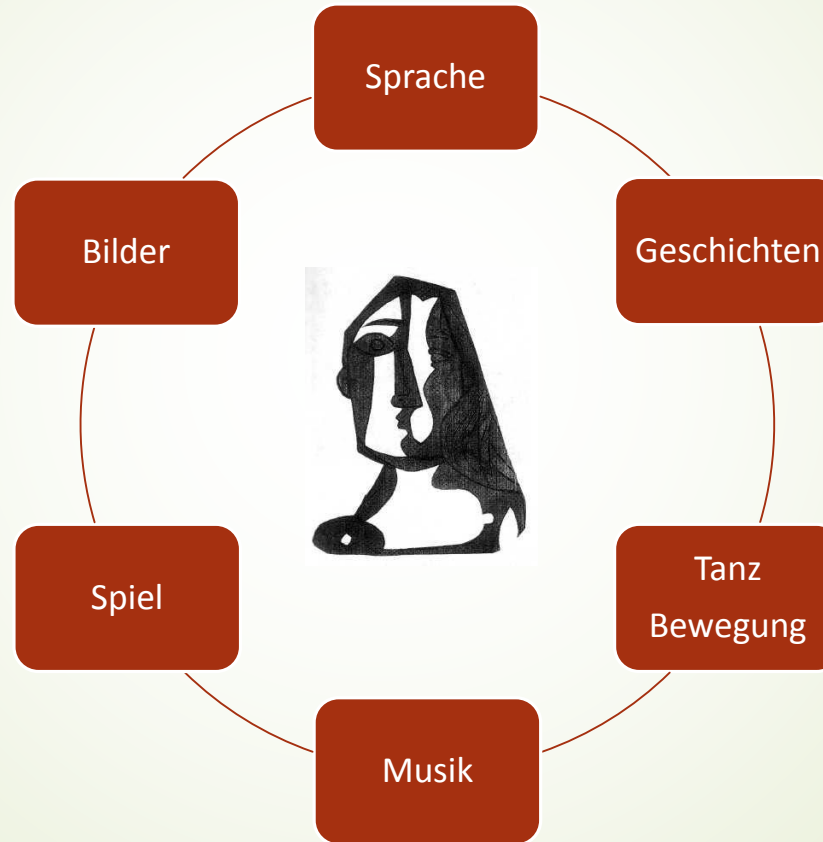 Sprache
Geschichten
Tanz
Bewegung
Musik
Spiel
Bilder